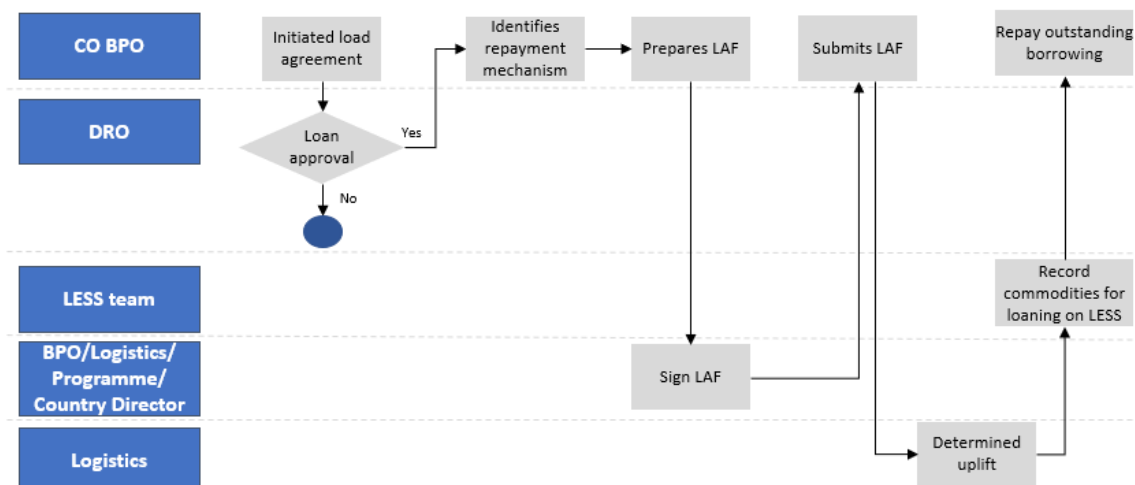 CO BPO
Initiated load
agreement
Identifies
repayment
mechanism
Prepares LAF
Submits LAF
Repay outstanding
borrowing
DRO
Loan
approval
Yes
No
LESS team
Record
commodities for
loaning on LESS
BPO/Logistics/
Programme/
Country Director
Sign LAF
Logistics
Determined
uplift